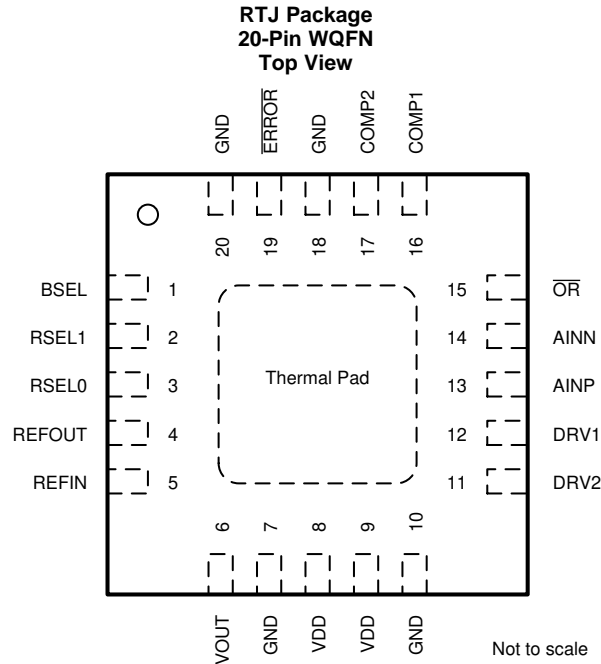 RTJ Package
20-Pin WQFN
Top View
GND
ERROR
GND
COMP2
COMP1
20
19
18
17
16
BSEL 1
RSEL1 2
RSEL0 3
REFOUT 4
REFIN 5
Thermal Pad
15 OR
14 AINN
13 AINP
12 DRV1
11 DRV2
6
7
8
9
10
VOUT
GND
VDD
VDD
GND
Not to scale